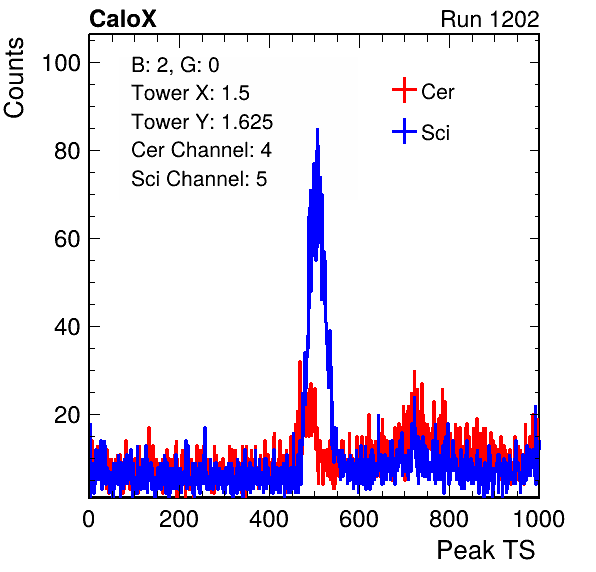 CaloX
Run 1202
Counts
B: 2, G: 0
Tower X: 1.5
Tower Y: 1.625
Cer Channel: 4
Sci Channel: 5
Cer
Sci
100
80
60
40
20
0 200 400 600 800 1000
Peak TS